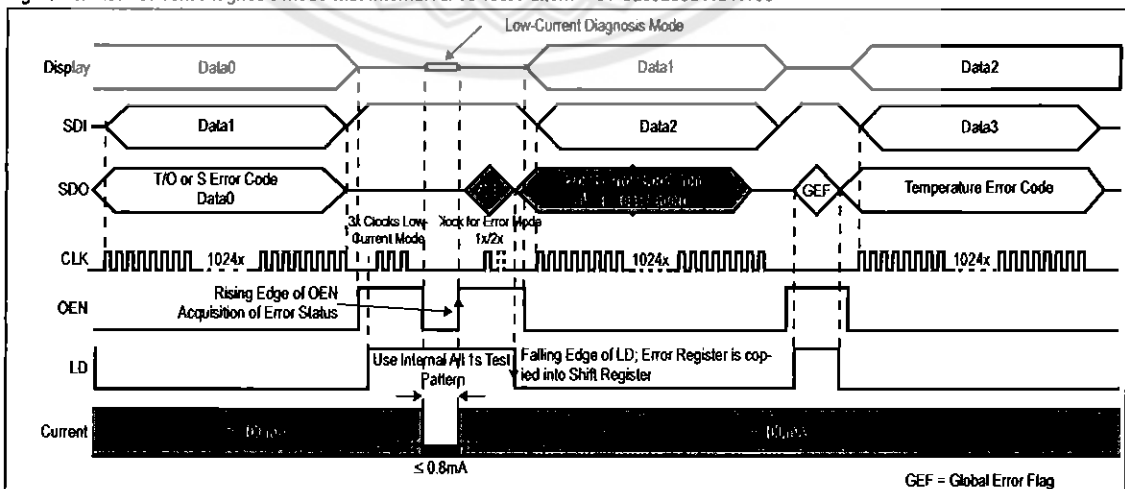 Low-Current Diagnosis Mode
Display
Data0
Data1
Data2
SDI
Data1
Data2
Data3
SDO
T/O or S Error Code
Data0
GEF
Temperature Error Code
3x Clocks Low-
Current Mode
Clock for Error Mode
1x/2x
CLK
1024x
1024x
1024x
OEN
Rising Edge of OEN
Acquisition of Error Status
LD
Use Internal All 1s Test
Pattern
Falling Edge of LD; Error Register is cop-
ied into Shift Register
Current
≤ 0.8mA
GEF = Global Error Flag